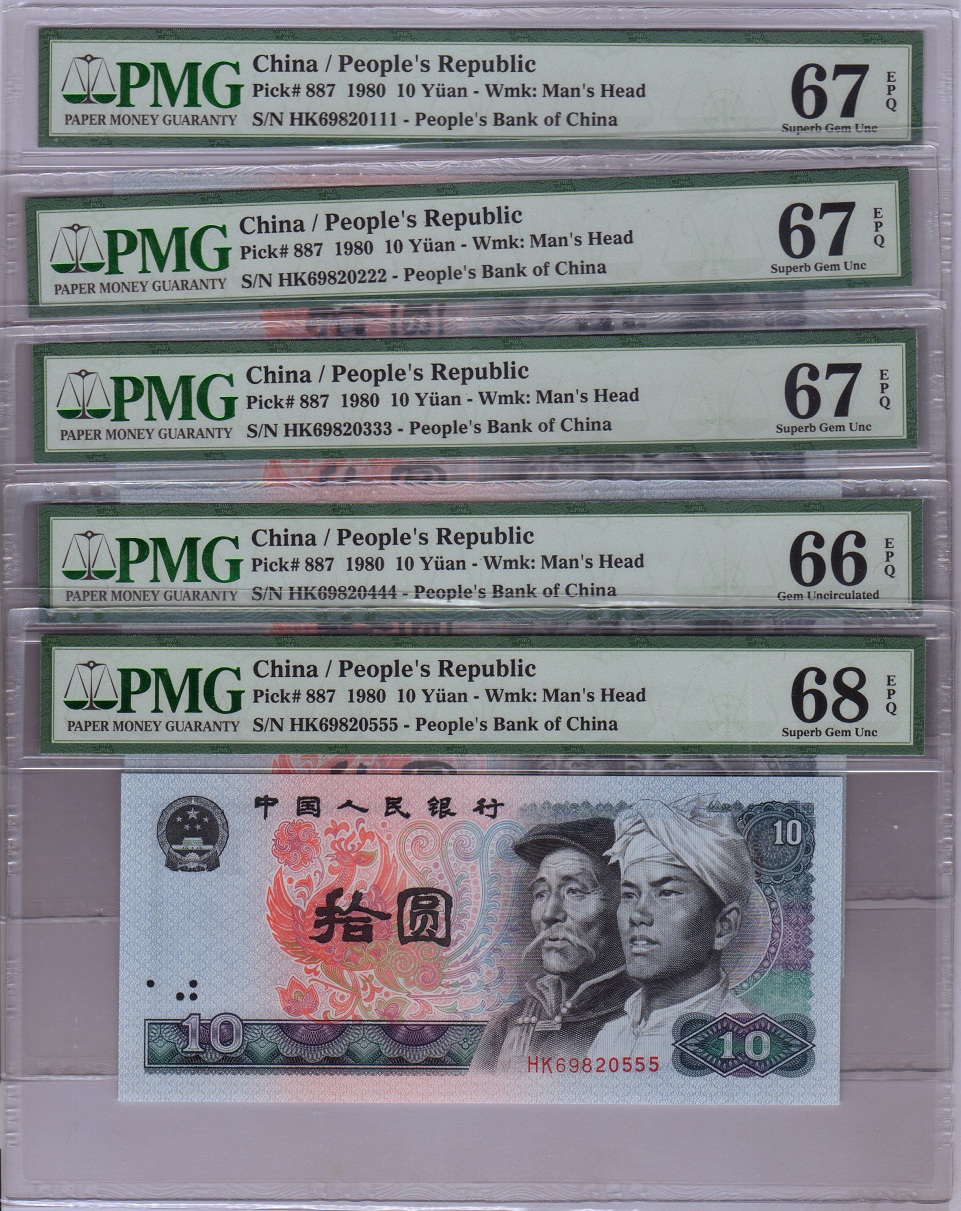 PMG
PAPER MONEY GUARANTY
China / People's Republic
Pick# 887 1980 10 Yüan - Wmk: Man's Head
S/N HK69820111 - People's Bank of China
67
EPQ
Superb Gem Unc
PMG
PAPER MONEY GUARANTY
China / People's Republic
Pick# 887 1980 10 Yüan - Wmk: Man's Head
S/N HK69820222 - People's Bank of China
67
EPQ
Superb Gem Unc
PMG
PAPER MONEY GUARANTY
China / People's Republic
Pick# 887 1980 10 Yüan - Wmk: Man's Head
S/N HK69820333 - People's Bank of China
67
EPQ
Superb Gem Unc
PMG
PAPER MONEY GUARANTY
China / People's Republic
Pick# 887 1980 10 Yüan - Wmk: Man's Head
S/N HK69820444 - People's Bank of China
66
EPQ
Gem Uncirculated
PMG
PAPER MONEY GUARANTY
China / People's Republic
Pick# 887 1980 10 Yüan - Wmk: Man's Head
S/N HK69820555 - People's Bank of China
68
EPQ
Superb Gem Unc
中国人民银行
10
拾圆
10
HK69820555
10